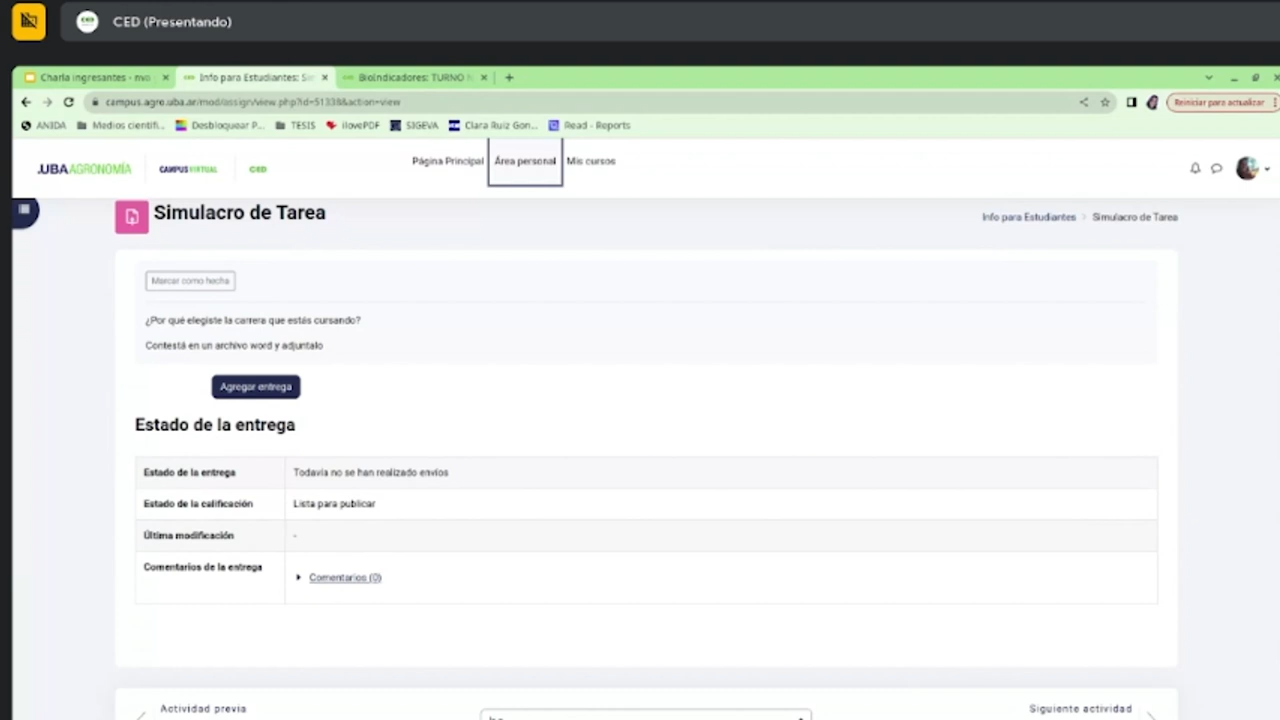 CED (Presentando)
Charla ingresantes - nvo
Info para Estudiantes: Si
BioIndicadores: TURNO
campus.agro.uba.ar/mod/assign/view.php?id=51338&action=view
Reiniciar para actualizar
ANIDA
Medios científi...
Desbloquear P...
TESIS
iLovePDF
SIGEVA
Clara Ruiz Gon...
Read - Reports
.UBAAGRONOMÍA
CAMPUS VIRTUAL
CED
Página Principal
Área personal
Mis cursos
Simulacro de Tarea
Info para Estudiantes > Simulacro de Tarea
Marcar como hecha
¿Por qué elegiste la carrera que estás cursando?
Contestá en un archivo word y adjuntalo
Agregar entrega
Estado de la entrega
Estado de la entrega Todavía no se han realizado envíos
Estado de la calificación Lista para publicar
Última modificación -
Comentarios de la entrega
Comentarios (0)
Actividad previa
Siguiente actividad